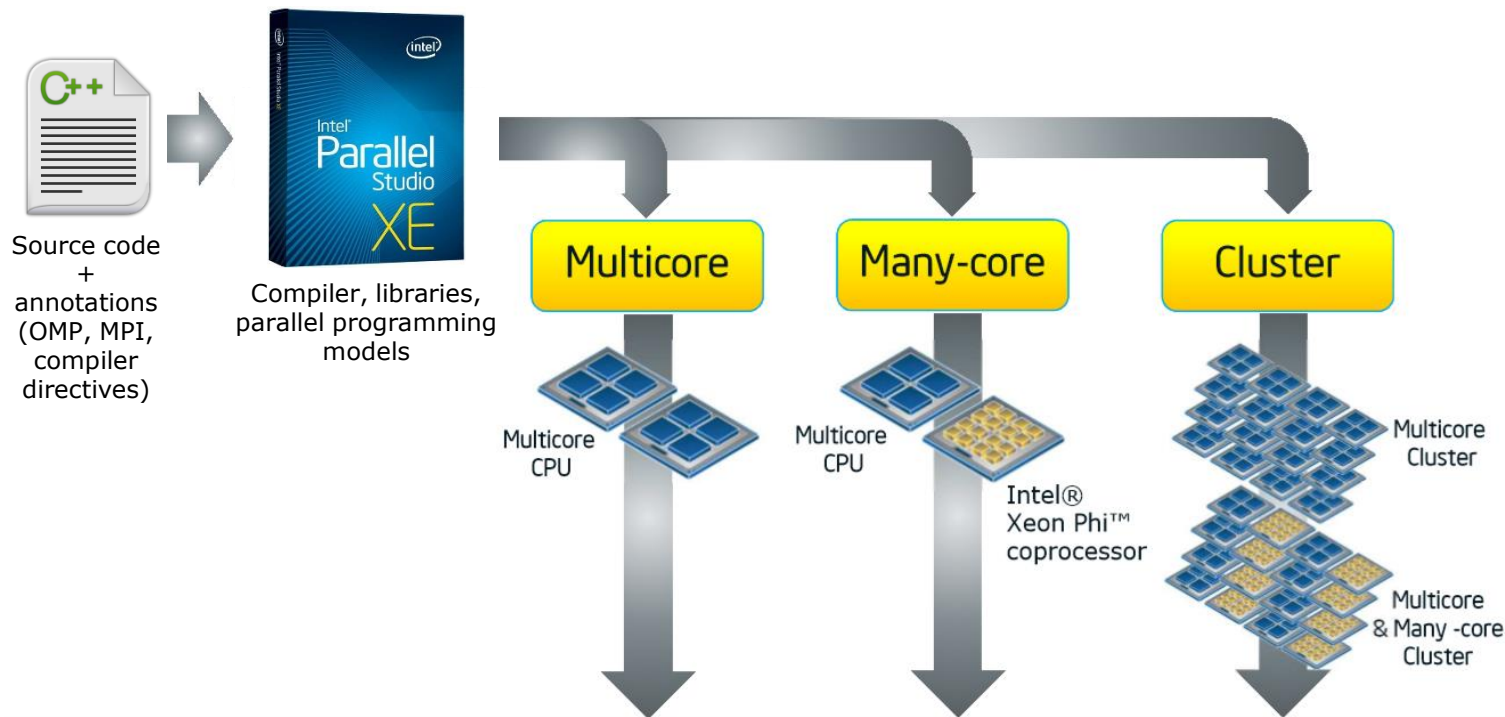 C++
Source code
+
annotations
(OMP, MPI,
compiler
directives)
intel
Intel®
Parallel
Studio
XE
Compiler, libraries,
parallel programming
models
Multicore
Many-core
Cluster
Multicore
CPU
Multicore
CPU
Intel®
Xeon Phi™
coprocessor
Multicore
Cluster
Multicore
& Many -core
Cluster